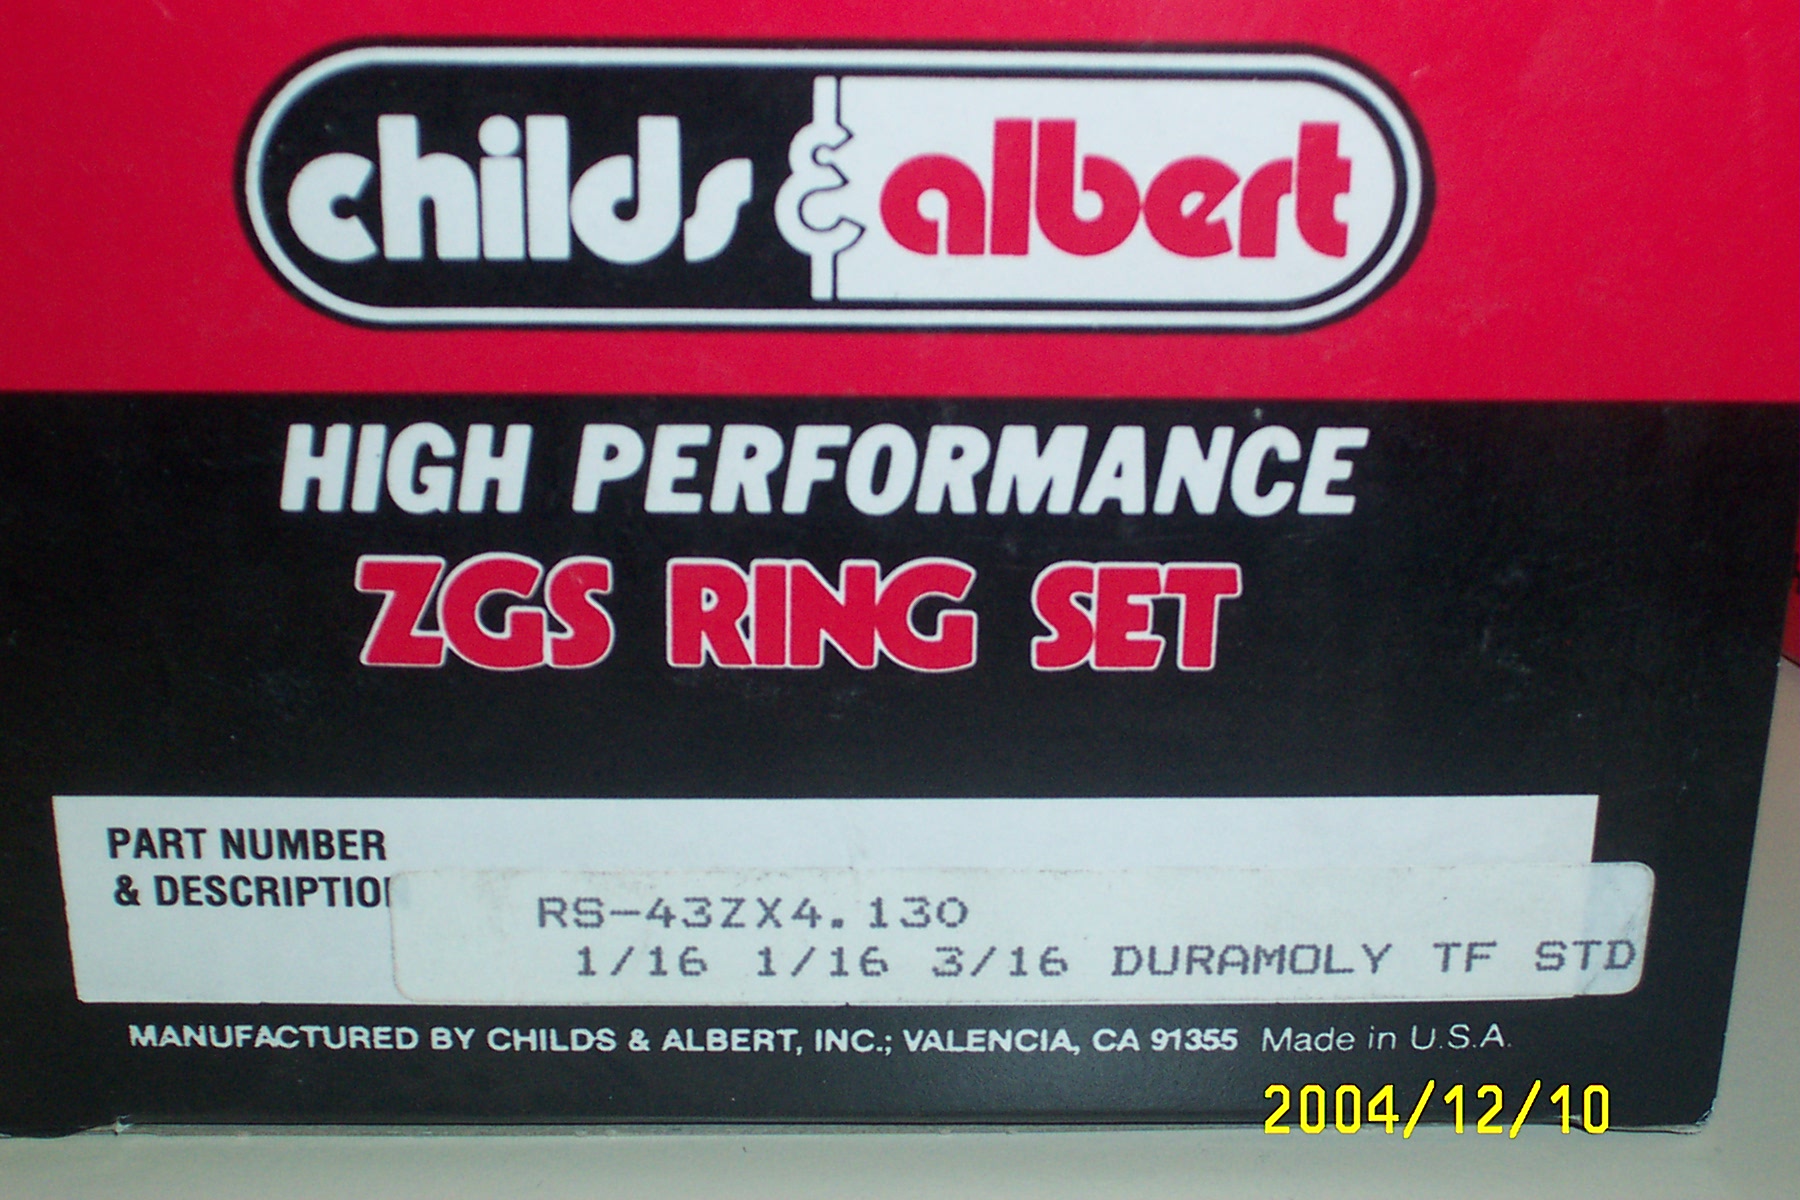 childs & albert
HIGH PERFORMANCE
ZGS RING SET
PART NUMBER
& DESCRIPTION
RS-43ZX4.130
1/16 1/16 3/16 DURAMOLY TF STD
MANUFACTURED BY CHILDS & ALBERT, INC.; VALENCIA, CA 91355 Made in U.S.A.
2004/12/10